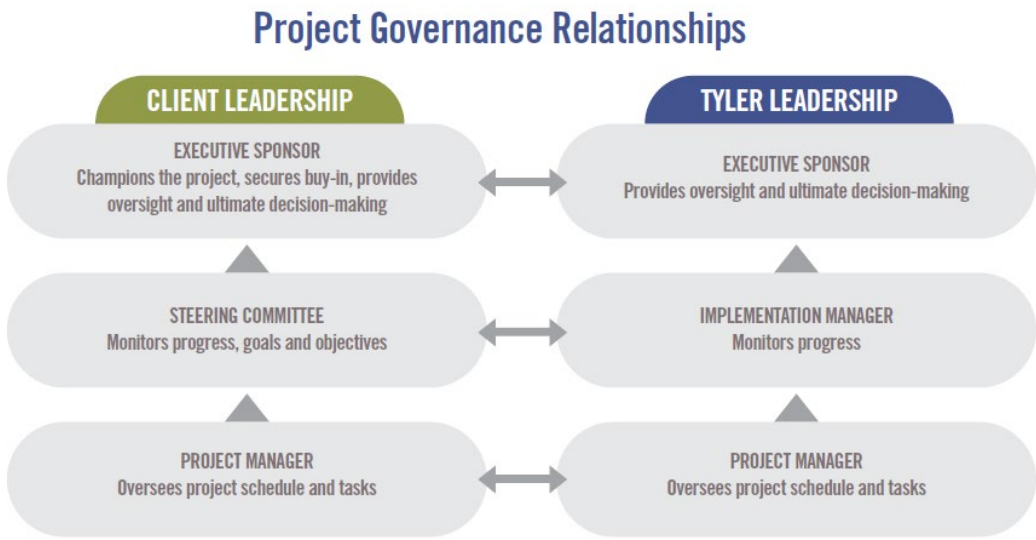 Project Governance Relationships
CLIENT LEADERSHIP
EXECUTIVE SPONSOR
Champions the project, secures buy-in, provides
oversight and ultimate decision-making
STEERING COMMITTEE
Monitors progress, goals and objectives
PROJECT MANAGER
Oversees project schedule and tasks
TYLER LEADERSHIP
EXECUTIVE SPONSOR
Provides oversight and ultimate decision-making
IMPLEMENTATION MANAGER
Monitors progress
PROJECT MANAGER
Oversees project schedule and tasks